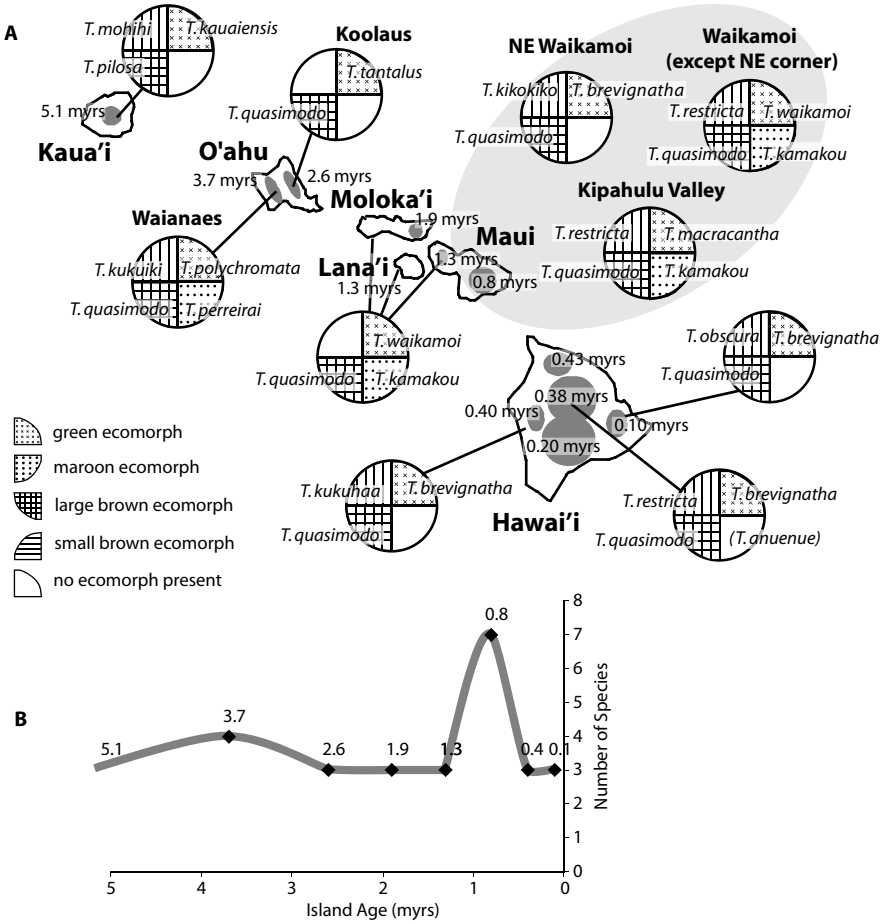 A
T. mohihi
T. kauaiensis
T. pilosa
5.1 myrs
Kaua'i
Koolaus
T. tantalus
T. quasimodo
O'ahu
3.7 myrs
2.6 myrs
NE Waikamoi
T. kikokiko
T. brevignatha
T. quasimodo
Waikamoi
(except NE corner)
T. restricta
T. waikamoi
T. quasimodo
T. kamakou
Kipahulu Valley
T. restricta
T. macracantha
T. quasimodo
T. kamakou
Waianaes
T. kukuiki
T. polychromata
T. quasimodo
T. perreirai
Moloka'i
1.9 myrs
Maui
1.3 myrs
0.8 myrs
Lana'i
1.3 myrs
T. waikamoi
T. quasimodo
T. kamakou
T. obscura
T. brevignatha
T. quasimodo
0.43 myrs
0.38 myrs
0.40 myrs
0.10 myrs
0.20 myrs
Hawai'i
T. kukuhaa
T. brevignatha
T. quasimodo
T. restricta
T. brevignatha
T. quasimodo
(T. anuenue)
green ecomorph
maroon ecomorph
large brown ecomorph
small brown ecomorph
no ecomorph present
B
5.1
3.7
2.6
1.9
1.3
0.8
0.4
0.1
8
7
6
5
4
3
2
1
0
Number of Species
5
4
3
2
1
0
Island Age (myrs)